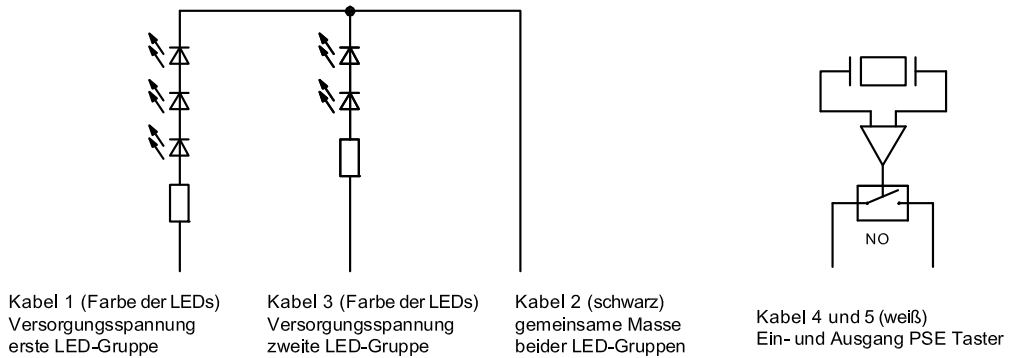 NO
Kabel 1 (Farbe der LEDs)
Versorgungsspannung
erste LED-Gruppe
Kabel 3 (Farbe der LEDs)
Versorgungsspannung
zweite LED-Gruppe
Kabel 2 (schwarz)
gemeinsame Masse
beider LED-Gruppen
Kabel 4 und 5 (weiß)
Ein- und Ausgang PSE Taster